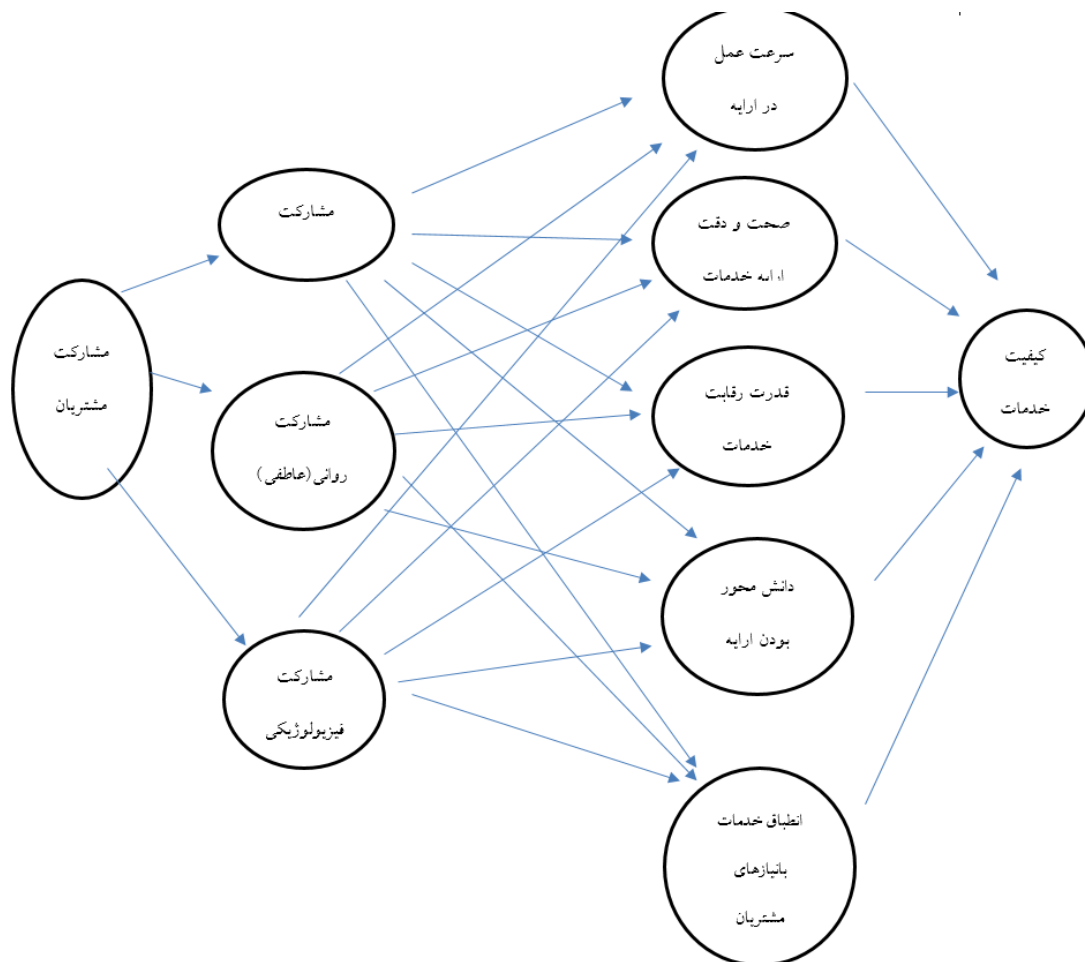 سرعت عمل
در ارایه
مشارکت
صحت و دقت
ارایه خدمات
مشارکت
مشتریان
کیفیت
خدمات
قدرت رقابت
خدمات
مشارکت
روانی(عاطفی)
دانش محور
بودن ارایه
مشارکت
فیزیولوژیکی
انطباق خدمات
بانیازهای
مشتریان